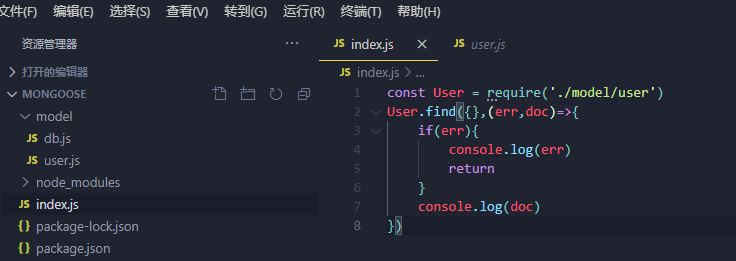 文件(F) 编辑(E) 选择(S) 查看(V) 转到(G) 运行(R) 终端(T) 帮助(H)
资源管理器 ...
打开的编辑器
MONGOOSE
model
JS db.js
JS user.js
node_modules
JS index.js
{} package-lock.json
{} package.json
JS index.js × JS user.js
JS index.js > ...
1 const User = require('./model/user')
2 User.find({},(err,doc)=>{
3 if(err){
4 console.log(err)
5 return
6 }
7 console.log(doc)
8 })